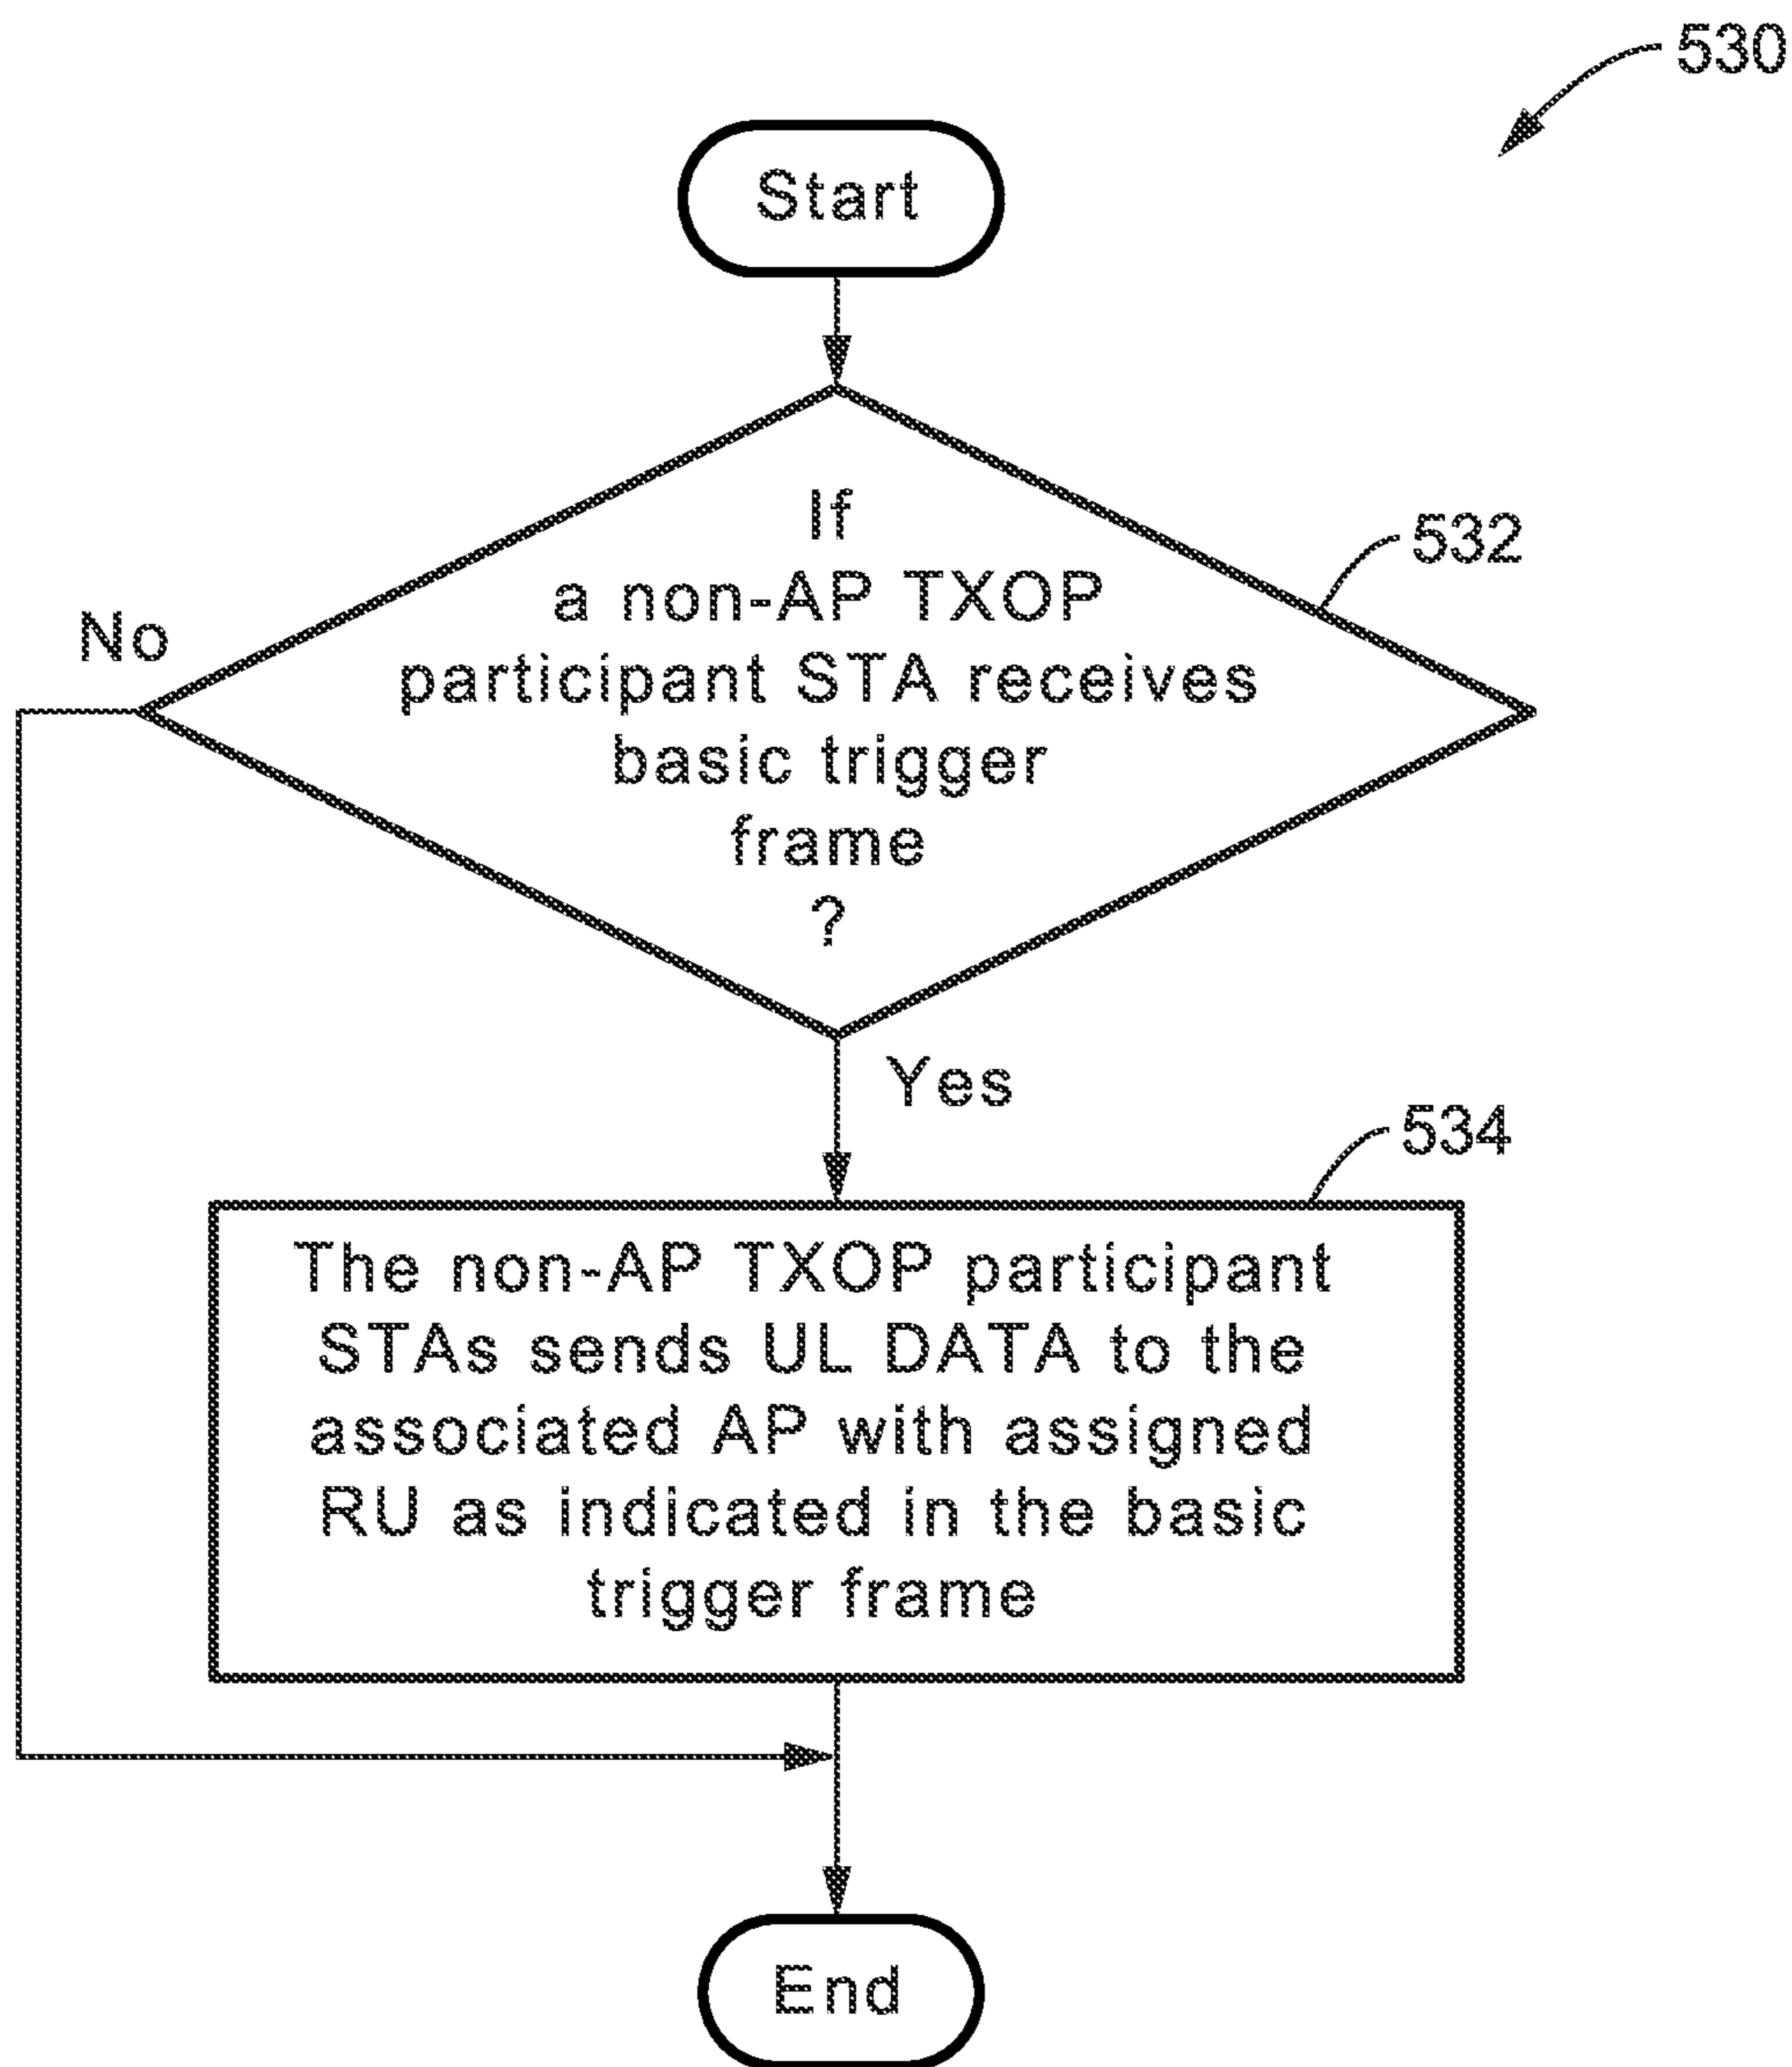 530
Start
If
a non-AP TXOP
participant STA receives
basic trigger
frame
?
532
No
Yes
534
The non-AP TXOP participant
STAs sends UL DATA to the
associated AP with assigned
RU as indicated in the basic
trigger frame
End